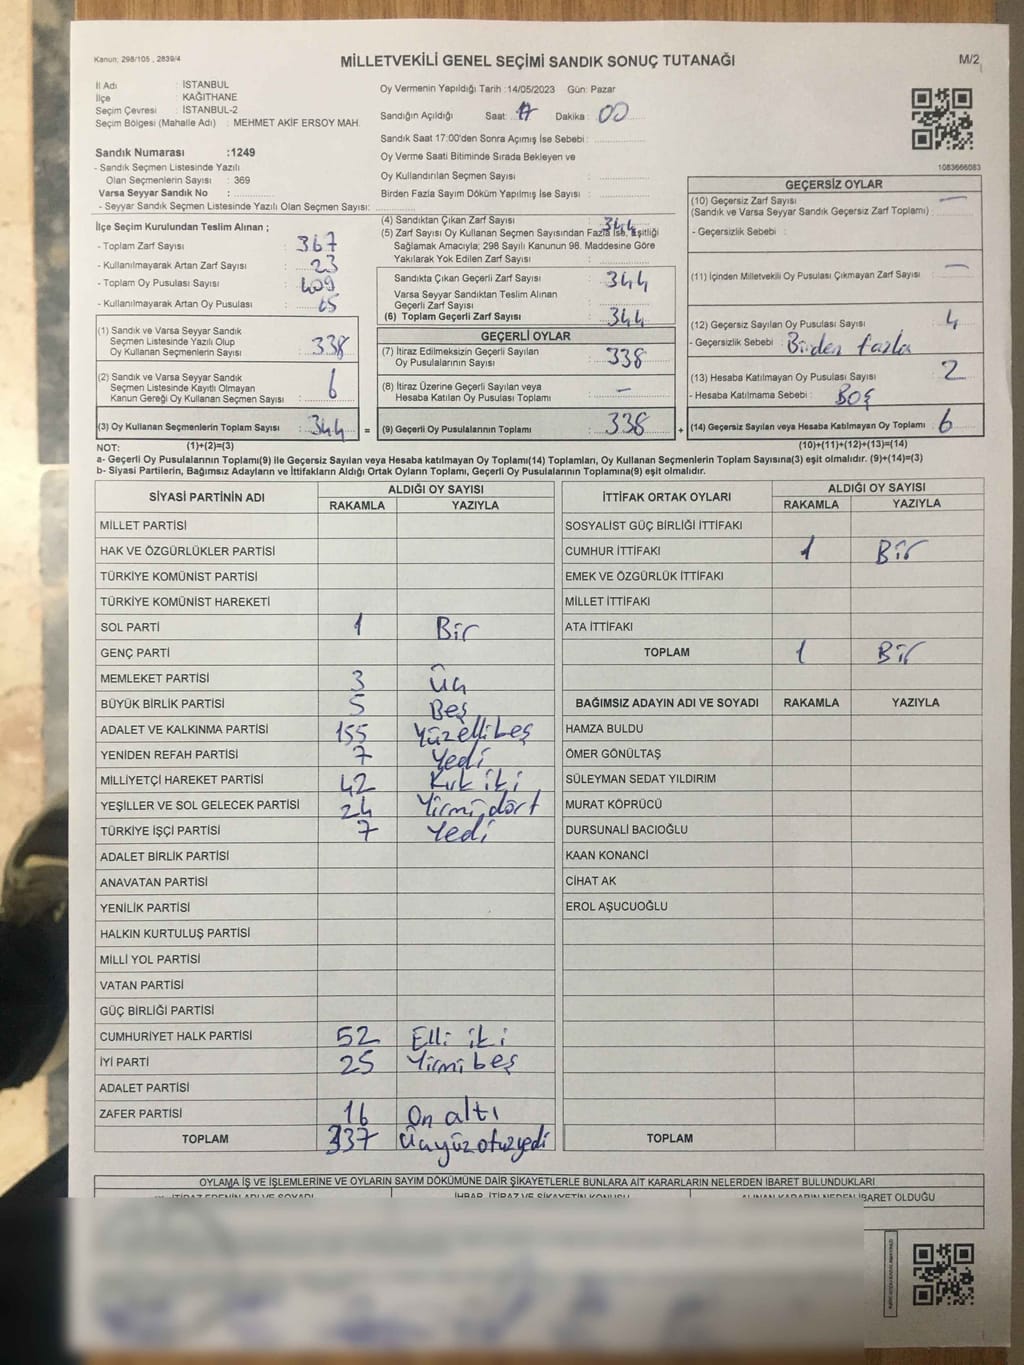 Kanun: 298/105 , 2839/4
MİLLETVEKİLİ GENEL SEÇİMİ SANDIK SONUÇ TUTANAĞI
M/2
İl Adı : İSTANBUL
İlçe : KAĞITHANE
Seçim Çevresi : İSTANBUL-2
Seçim Bölgesi (Mahalle Adı) : MEHMET AKİF ERSOY MAH.
Sandık Numarası :1249
- Sandık Seçmen Listesinde Yazılı
Olan Seçmenlerin Sayısı : 369
Varsa Seyyar Sandık No :
- Seyyar Sandık Seçmen Listesinde Yazılı Olan Seçmen Sayısı:
Oy Vermenin Yapıldığı Tarih :14/05/2023 Gün: Pazar
Sandığın Açıldığı Saat: 17 Dakika : 00
Sandık Saat 17:00'den Sonra Açımış İse Sebebi :
Oy Verme Saati Bitiminde Sırada Bekleyen ve
Oy Kullandırılan Seçmen Sayısı :
Birden Fazla Sayım Döküm Yapılmış İse Sayısı :
1083666083
İlçe Seçim Kurulundan Teslim Alınan ;
- Toplam Zarf Sayısı : 367
- Kullanılmayarak Artan Zarf Sayısı : 23
- Toplam Oy Pusulası Sayısı : 409
- Kullanılmayarak Artan Oy Pusulası : 65
(1) Sandık ve Varsa Seyyar Sandık
Seçmen Listesinde Yazılı Olup
Oy Kullanan Seçmenlerin Sayısı : 338
(2) Sandık ve Varsa Seyyar Sandık
Seçmen Listesinde Kayıtlı Olmayan
Kanun Gereği Oy Kullanan Seçmen Sayısı : 6
(3) Oy Kullanan Seçmenlerin Toplam Sayısı : 344 =
(4) Sandıktan Çıkan Zarf Sayısı : 344
(5) Zarf Sayısı Oy Kullanan Seçmen Sayısından Fazla İse, Eşitliği
Sağlamak Amacıyla; 298 Sayılı Kanunun 98. Maddesine Göre
Yakılarak Yok Edilen Zarf Sayısı :
Sandıkta Çıkan Geçerli Zarf Sayısı : 344
Varsa Seyyar Sandıktan Teslim Alınan
Geçerli Zarf Sayısı :
(6) Toplam Geçerli Zarf Sayısı : 344
GEÇERLİ OYLAR
(7) İtiraz Edilmeksizin Geçerli Sayılan
Oy Pusulalarının Sayısı : 338
(8) İtiraz Üzerine Geçerli Sayılan veya
Hesaba Katılan Oy Pusulası Toplamı : —
(9) Geçerli Oy Pusulalarının Toplamı : 338 +
GEÇERSİZ OYLAR
(10) Geçersiz Zarf Sayısı
(Sandık ve Varsa Seyyar Sandık Geçersiz Zarf Toplamı) : —
- Geçersizlik Sebebi :
(11) İçinden Milletvekili Oy Pusulası Çıkmayan Zarf Sayısı : —
(12) Geçersiz Sayılan Oy Pusulası Sayısı : 4
- Geçersizlik Sebebi : Birden fazla
(13) Hesaba Katılmayan Oy Pusulası Sayısı : 2
- Hesaba Katılmama Sebebi : BOŞ
(14) Geçersiz Sayılan veya Hesaba Katılmayan Oy Toplamı : 6
NOT: (1)+(2)=(3) (10)+(11)+(12)+(13)=(14)
a- Geçerli Oy Pusulalarının Toplamı(9) ile Geçersiz Sayılan veya Hesaba Katılmayan Oy Toplamı(14) Toplamları, Oy Kullanan Seçmenlerin Toplam Sayısına(3) eşit olmalıdır. (9)+(14)=(3)
b- Siyasi Partilerin, Bağımsız Adayların ve İttifakların Aldığı Ortak Oyların Toplamı, Geçerli Oy Pusulalarının Toplamına(9) eşit olmalıdır.
SİYASİ PARTİNİN ADI ALDIĞI OY SAYISI
RAKAMLA YAZIYLA
MİLLET PARTİSİ
HAK VE ÖZGÜRLÜKLER PARTİSİ
TÜRKİYE KOMÜNİST PARTİSİ
TÜRKİYE KOMÜNİST HAREKETİ
SOL PARTİ 1 Bir
GENÇ PARTİ
MEMLEKET PARTİSİ 3 üç
BÜYÜK BİRLİK PARTİSİ 5 Beş
ADALET VE KALKINMA PARTİSİ 155 Yüzellibeş
YENİDEN REFAH PARTİSİ 7 Yedi
MİLLİYETÇİ HAREKET PARTİSİ 42 Kırk iki
YEŞİLLER VE SOL GELECEK PARTİSİ 24 Yirmi dört
TÜRKİYE İŞÇİ PARTİSİ 7 Yedi
ADALET BİRLİK PARTİSİ
ANAVATAN PARTİSİ
YENİLİK PARTİSİ
HALKIN KURTULUŞ PARTİSİ
MİLLİ YOL PARTİSİ
VATAN PARTİSİ
GÜÇ BİRLİĞİ PARTİSİ
CUMHURİYET HALK PARTİSİ 52 Elli iki
İYİ PARTİ 25 Yirmi beş
ADALET PARTİSİ
ZAFER PARTİSİ 16 On altı
TOPLAM 337 Üçyüzotuzyedi
İTTİFAK ORTAK OYLARI ALDIĞI OY SAYISI
RAKAMLA YAZIYLA
SOSYALİST GÜÇ BİRLİĞİ İTTİFAKI
CUMHUR İTTİFAKI 1 Bir
EMEK VE ÖZGÜRLÜK İTTİFAKI
MİLLET İTTİFAKI
ATA İTTİFAKI
TOPLAM 1 Bir
BAĞIMSIZ ADAYIN ADI VE SOYADI RAKAMLA YAZIYLA
HAMZA BULDU
ÖMER GÖNÜLTAŞ
SÜLEYMAN SEDAT YILDIRIM
MURAT KÖPRÜCÜ
DURSUNALİ BACIOĞLU
KAAN KONANCİ
CİHAT AK
EROL AŞUCUOĞLU
TOPLAM
OYLAMA İŞ VE İŞLEMLERİNE VE OYLARIN SAYIM DÖKÜMÜNE DAİR ŞİKAYETLERLE BUNLARA AİT KARARLARIN NELERDEN İBARET BULUNDUKLARI
İTİRAZ EDENİN ADI VE SOYADI İHBAR, İTİRAZ VE ŞİKAYETİN KONUSU ALINAN KARARIN NEDEN İBARET OLDUĞU